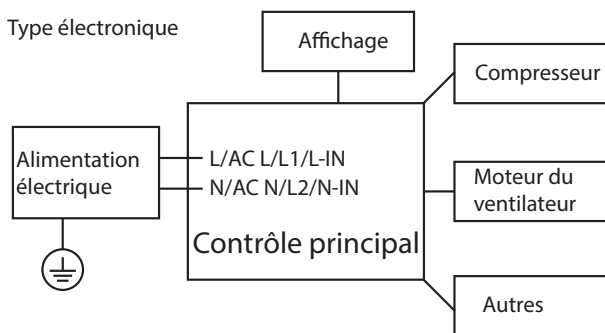 Type électronique
Affichage
Compresseur
Alimentation
électrique
L/AC L/L1/L-IN
N/AC N/L2/N-IN
Moteur du
ventilateur
Contrôle principal
Autres